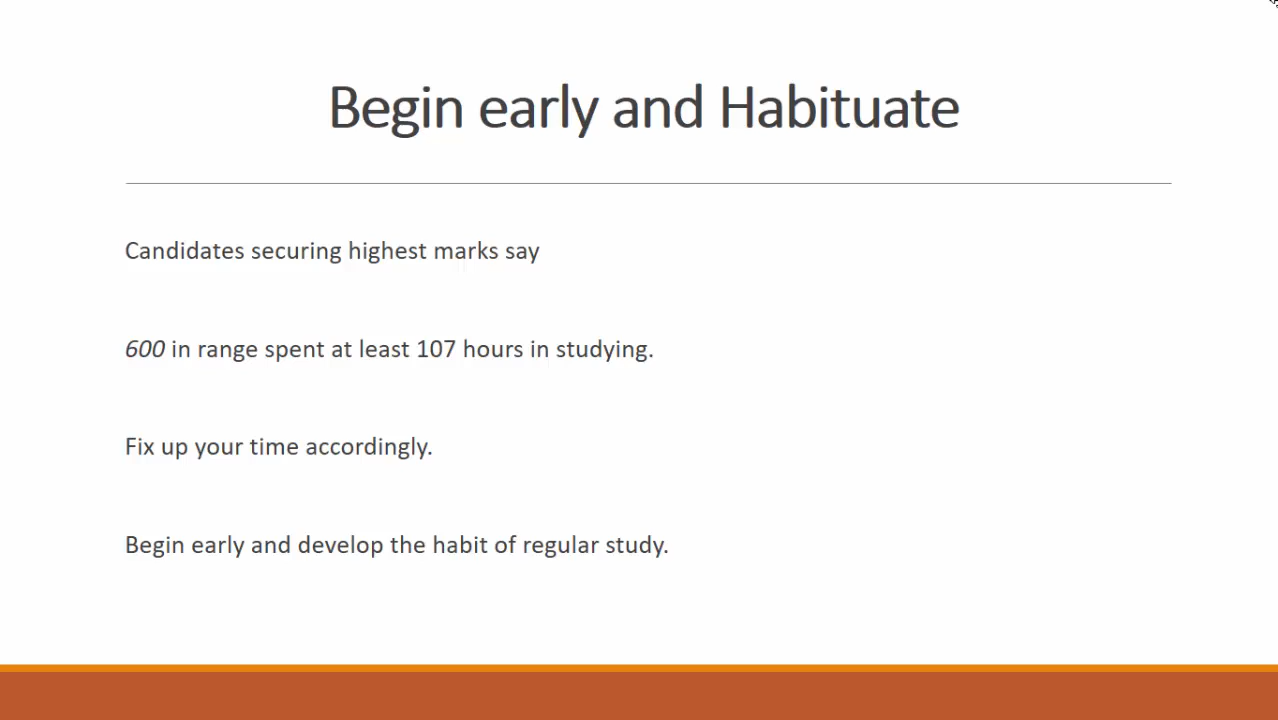 Begin early and Habituate
Candidates securing highest marks say
600 in range spent at least 107 hours in studying.
Fix up your time accordingly.
Begin early and develop the habit of regular study.